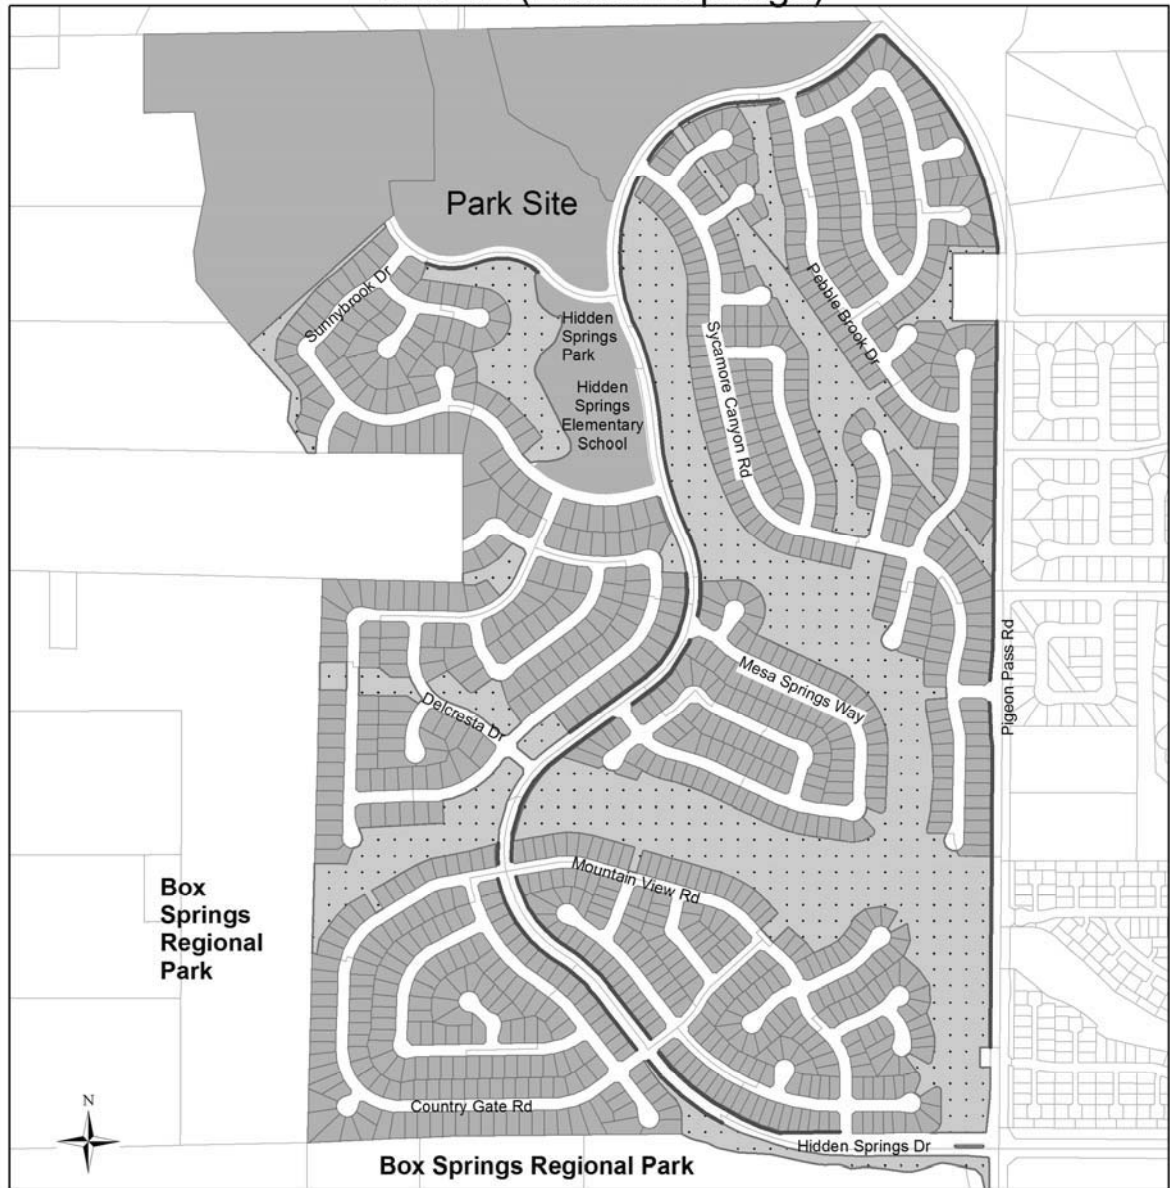 Park Site
Sunnybrook Dr
Hidden
Springs
Park
Hidden
Springs
Elementary
School
Pebble Brook Dr
Sycamore Canyon Rd
Mesa Springs Way
Pigeon Pass Rd
Delcresta Dr
Mountain View Rd
Box
Springs
Regional
Park
N
Country Gate Rd
Hidden Springs Dr
Box Springs Regional Park